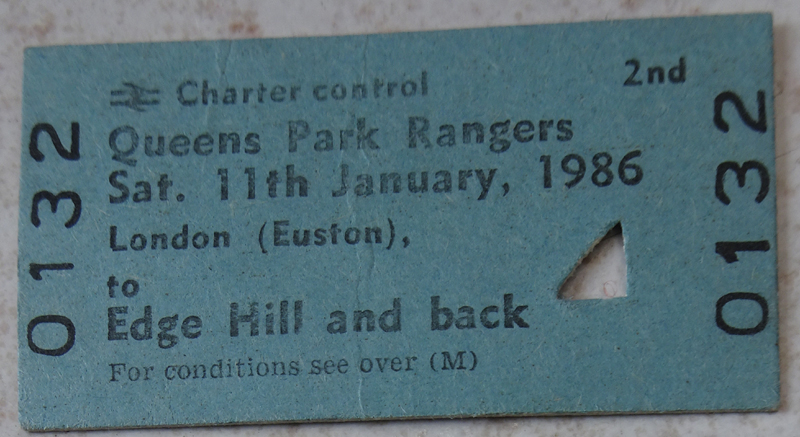 Charter control 2nd
Queens Park Rangers
Sat. 11th January, 1986
London (Euston),
to
Edge Hill and back
For conditions see over (M)
0132
0132